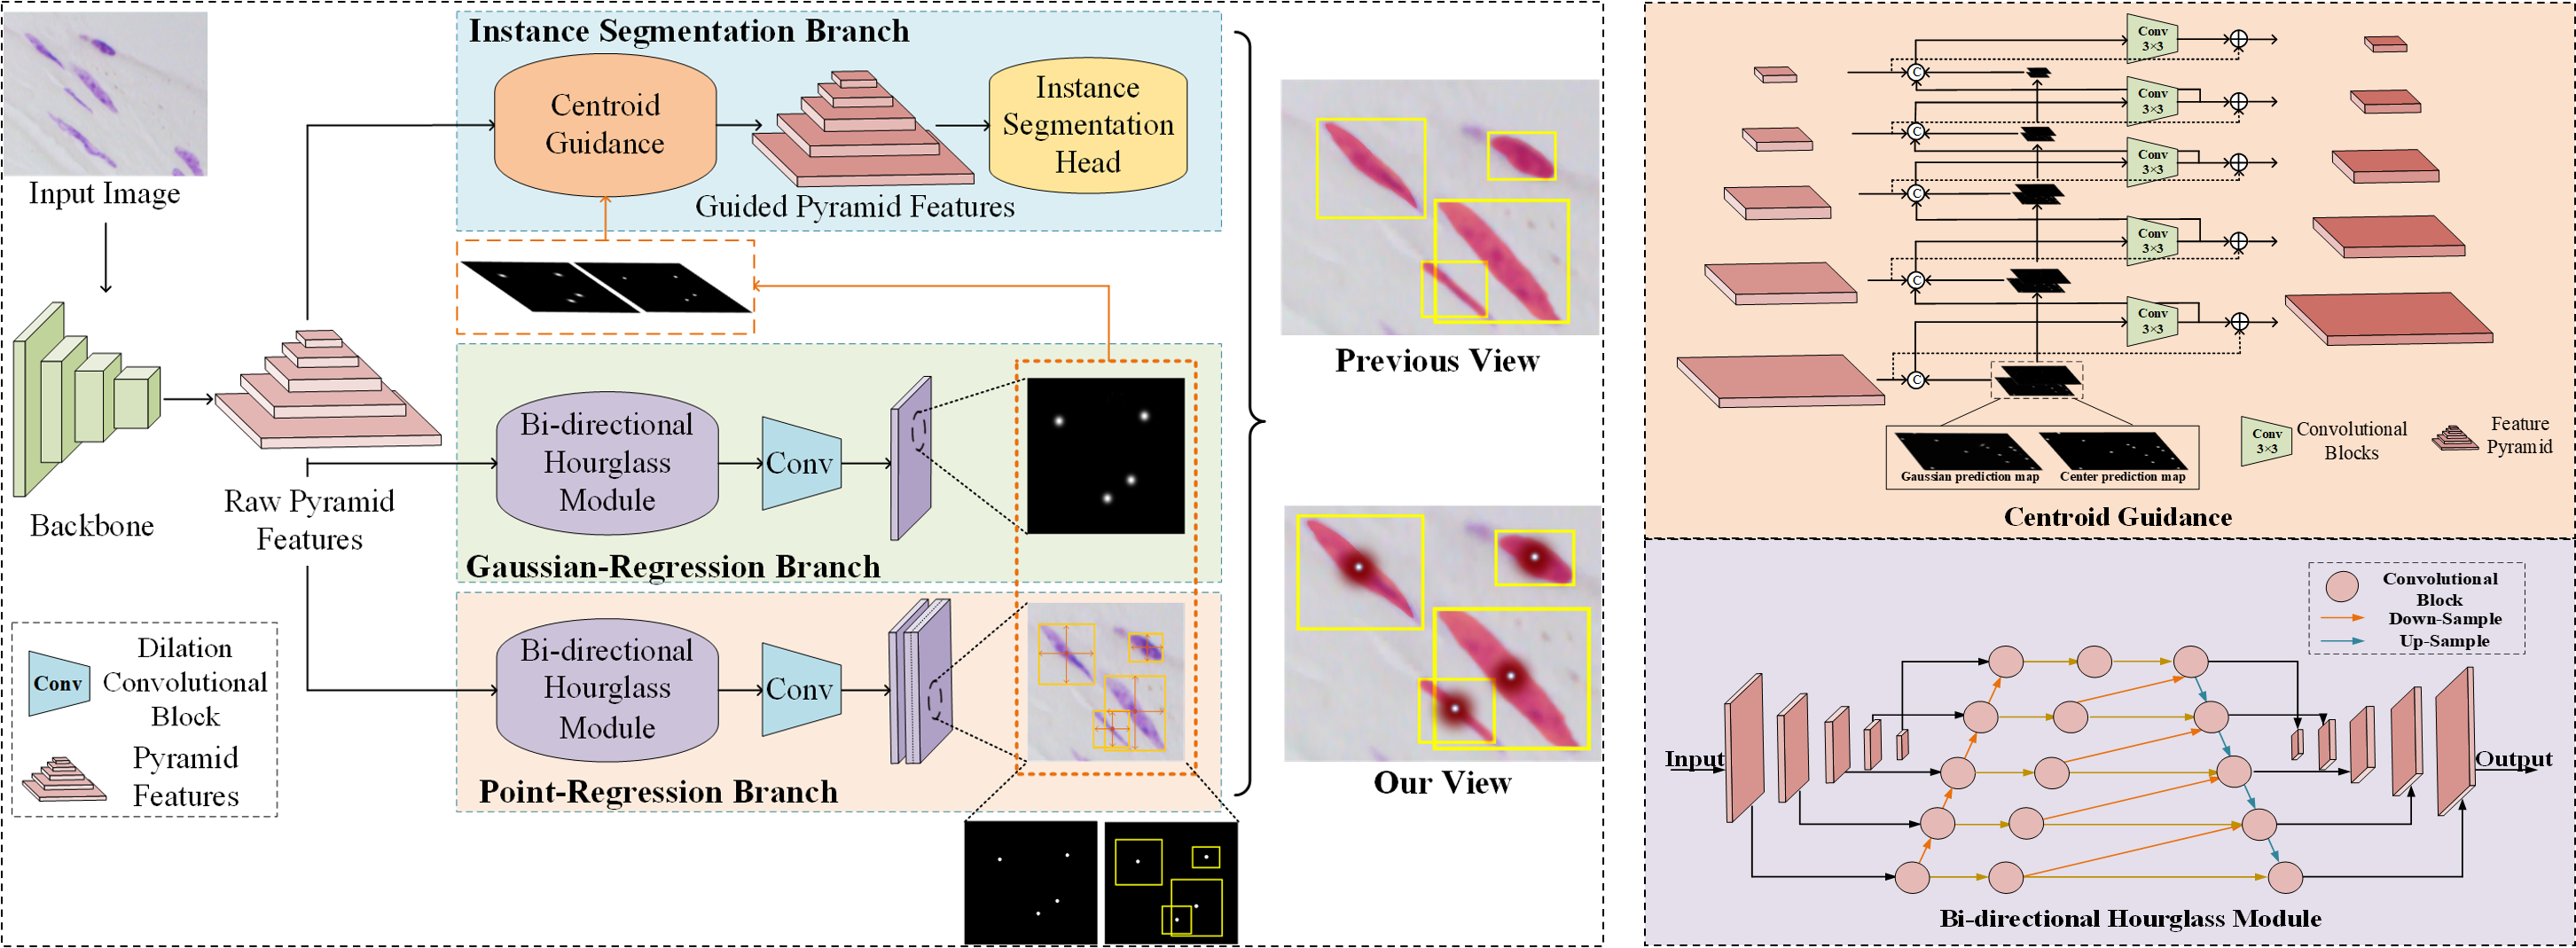 Input Image
Backbone
Raw Pyramid
Features
Dilation
Convolutional
Block
Conv
Pyramid
Features
Instance Segmentation Branch
Centroid
Guidance
Guided Pyramid Features
Instance
Segmentation
Head
Bi-directional
Hourglass
Module
Conv
Gaussian-Regression Branch
Bi-directional
Hourglass
Module
Conv
Point-Regression Branch
Previous View
Our View
Conv
3×3
Conv
3×3
Conv
3×3
Conv
3×3
Conv
3×3
C
C
C
C
C
Gaussian prediction map
Center prediction map
Conv
3×3
Convolutional
Blocks
Feature
Pyramid
Centroid Guidance
Convolutional
Block
Down-Sample
Up-Sample
Input
Output
Bi-directional Hourglass Module